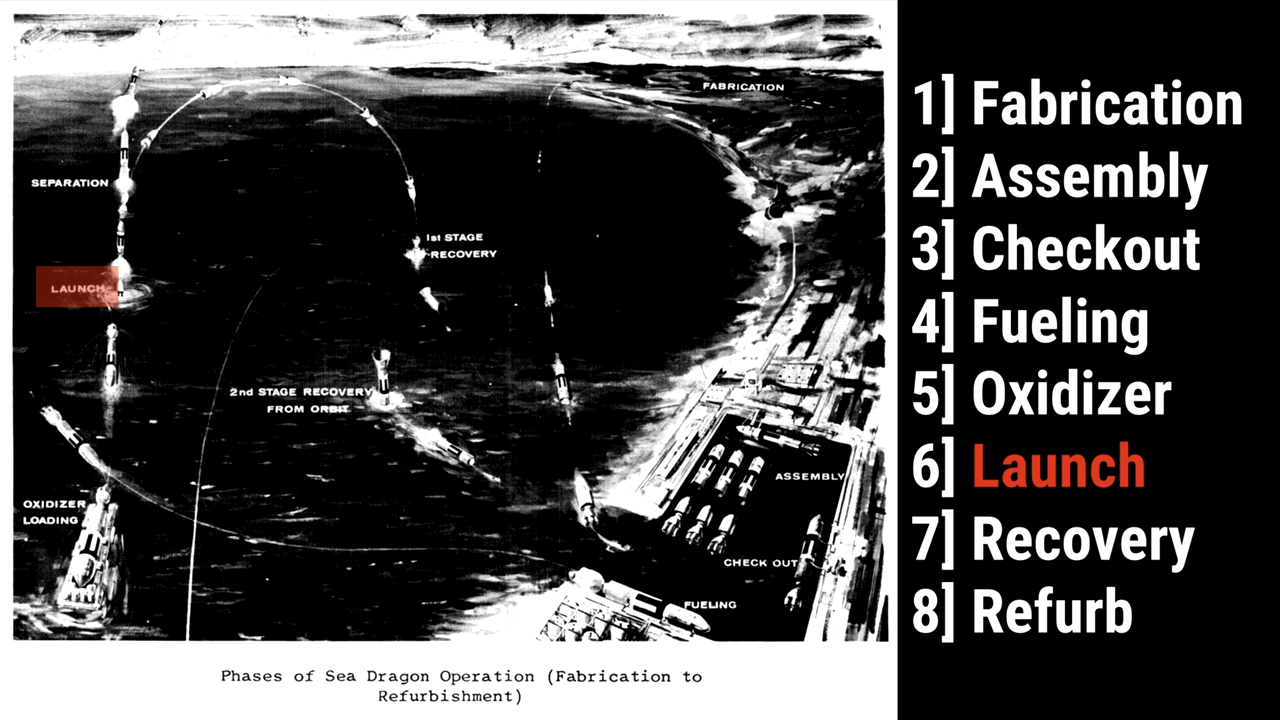 FABRICATION
SEPARATION
1st STAGE
RECOVERY
LAUNCH
2nd STAGE RECOVERY
FROM ORBIT
ASSEMBLY
OXIDIZER
LOADING
CHECK OUT
FUELING
Phases of Sea Dragon Operation (Fabrication to
Refurbishment)
1] Fabrication
2] Assembly
3] Checkout
4] Fueling
5] Oxidizer
6] Launch
7] Recovery
8] Refurb